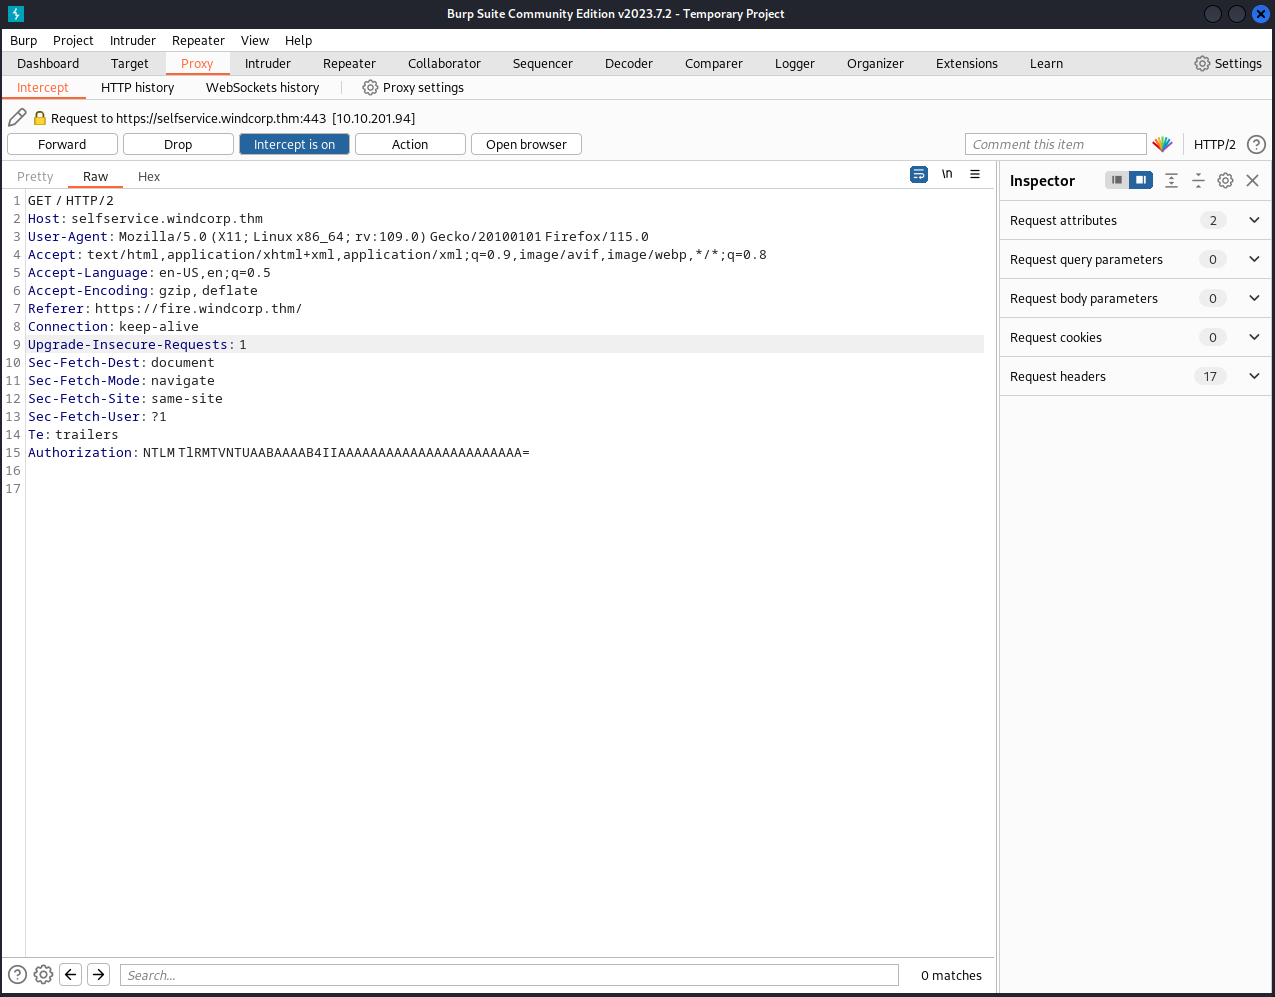 Burp Suite Community Edition v2023.7.2 - Temporary Project
Burp Project Intruder Repeater View Help
Dashboard Target Proxy Intruder Repeater Collaborator Sequencer Decoder Comparer Logger Organizer Extensions Learn Settings
Intercept HTTP history WebSockets history Proxy settings
Request to https://selfservice.windcorp.thm:443 [10.10.201.94]
Forward Drop Intercept is on Action Open browser Comment this item HTTP/2 ?
Pretty Raw Hex \n
Inspector
1 GET / HTTP/2
2 Host: selfservice.windcorp.thm
3 User-Agent: Mozilla/5.0 (X11; Linux x86_64; rv:109.0) Gecko/20100101 Firefox/115.0
4 Accept: text/html,application/xhtml+xml,application/xml;q=0.9,image/avif,image/webp,*/*;q=0.8
5 Accept-Language: en-US,en;q=0.5
6 Accept-Encoding: gzip, deflate
7 Referer: https://fire.windcorp.thm/
8 Connection: keep-alive
9 Upgrade-Insecure-Requests: 1
10 Sec-Fetch-Dest: document
11 Sec-Fetch-Mode: navigate
12 Sec-Fetch-Site: same-site
13 Sec-Fetch-User: ?1
14 Te: trailers
15 Authorization: NTLM TlRMTVNTUAABAAAAB4IIAAAAAAAAAAAAAAAAAAAAAAA=
16
17
Request attributes 2
Request query parameters 0
Request body parameters 0
Request cookies 0
Request headers 17
? Search... 0 matches